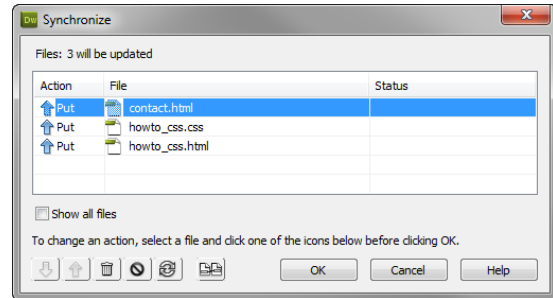 Dw Synchronize
Files: 3 will be updated
Action File Status
Put contact.html
Put howto_css.css
Put howto_css.html
Show all files
To change an action, select a file and click one of the icons below before clicking OK.
OK Cancel Help